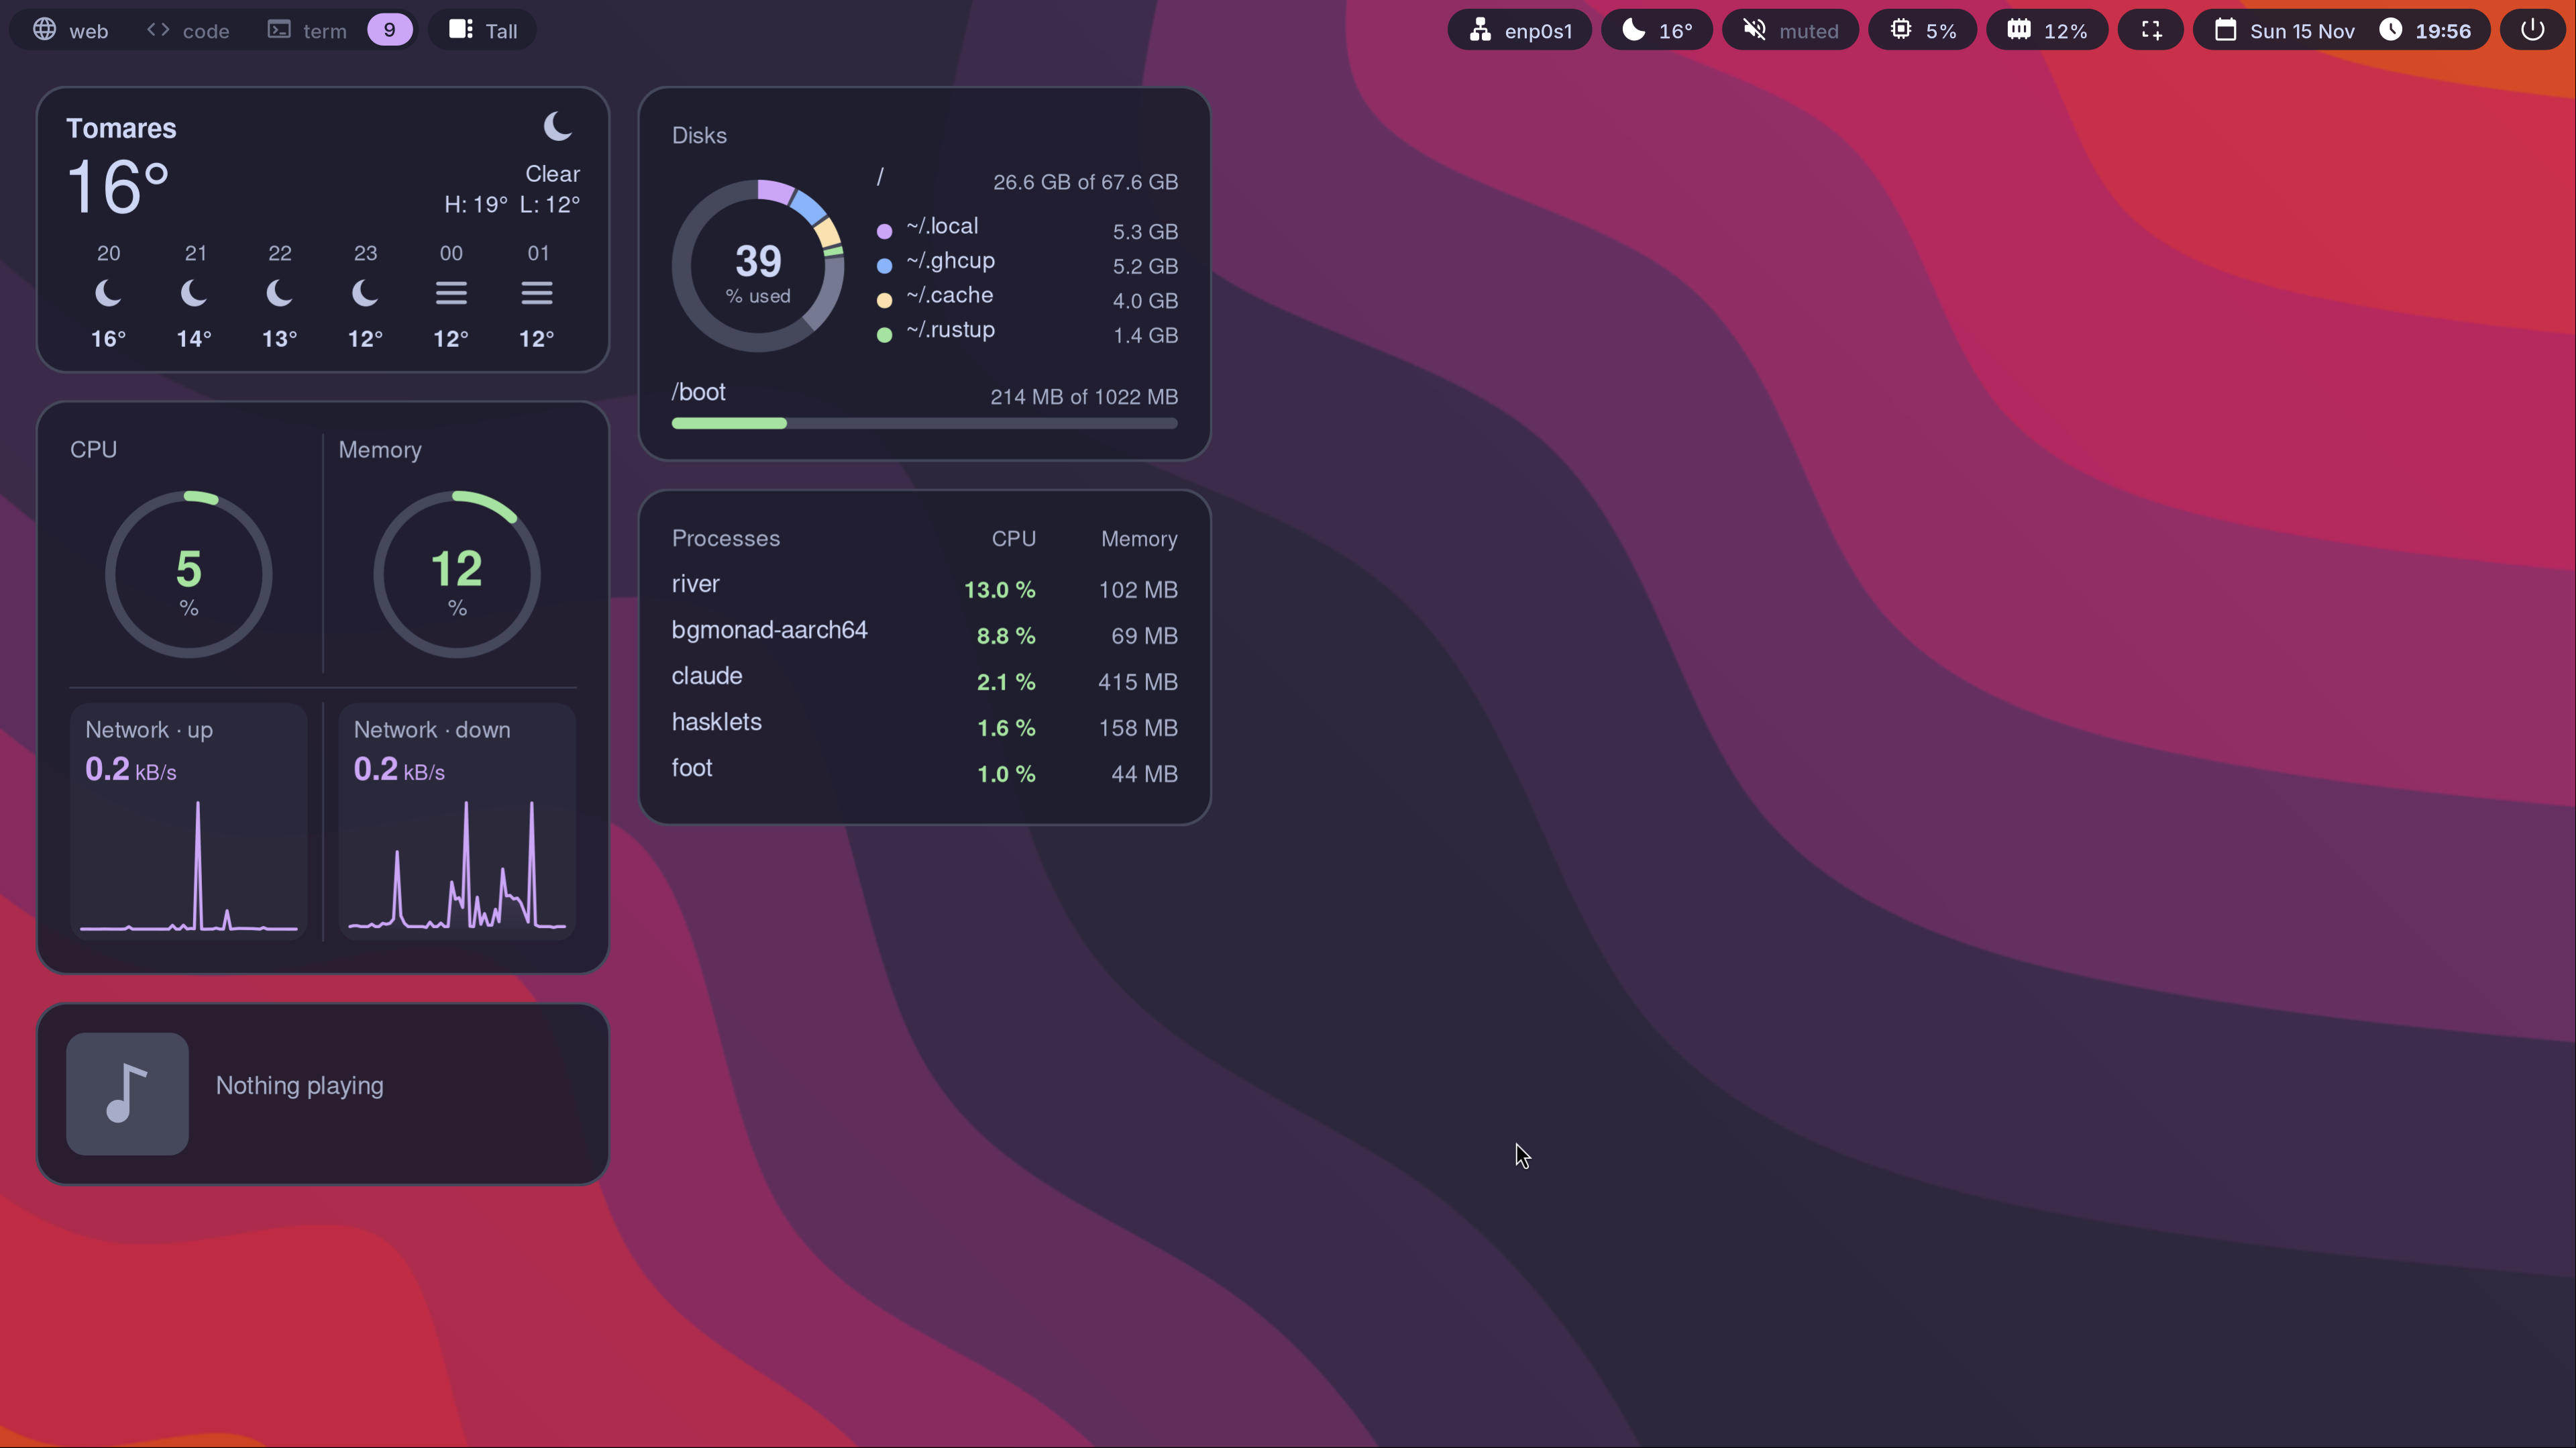 web code term 9 Tall enp0s1 16° muted 5% 12% Sun 15 Nov 19:56
Tomares
16°
Clear
H: 19° L: 12°
20 21 22 23 00 01
16° 14° 13° 12° 12° 12°
CPU Memory
5 12
% %
Network · up Network · down
0.2 kB/s 0.2 kB/s
Nothing playing
Disks
/ 26.6 GB of 67.6 GB
39
% used
~/.local 5.3 GB
~/.ghcup 5.2 GB
~/.cache 4.0 GB
~/.rustup 1.4 GB
/boot 214 MB of 1022 MB
Processes CPU Memory
river 13.0 % 102 MB
bgmonad-aarch64 8.8 % 69 MB
claude 2.1 % 415 MB
hasklets 1.6 % 158 MB
foot 1.0 % 44 MB